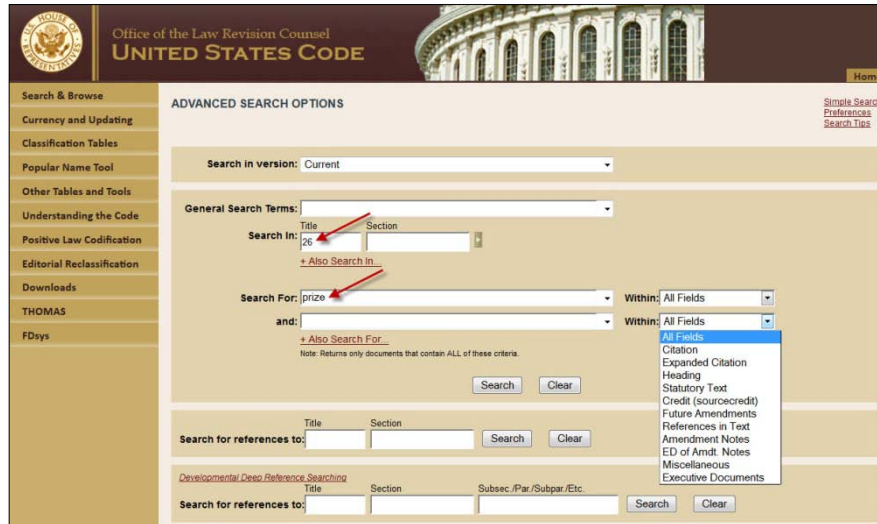 U.S. HOUSE OF REPRESENTATIVES
Office of the Law Revision Counsel
UNITED STATES CODE
Home
Search & Browse
Currency and Updating
Classification Tables
Popular Name Tool
Other Tables and Tools
Understanding the Code
Positive Law Codification
Editorial Reclassification
Downloads
THOMAS
FDsys
ADVANCED SEARCH OPTIONS
Simple Searc
Preferences
Search Tips
Search in version: Current
General Search Terms:
Title Section
Search In: 26
+ Also Search In...
Search For: prize Within: All Fields
and: Within: All Fields
+ Also Search For...
Note: Returns only documents that contain ALL of these criteria.
Search Clear
All Fields
Citation
Expanded Citation
Heading
Statutory Text
Credit (sourcecredit)
Future Amendments
References in Text
Amendment Notes
ED of Amdt. Notes
Miscellaneous
Executive Documents
Title Section
Search for references to: Search Clear
Developmental Deep Reference Searching
Title Section Subsec./Par./Subpar./Etc.
Search for references to: Search Clear